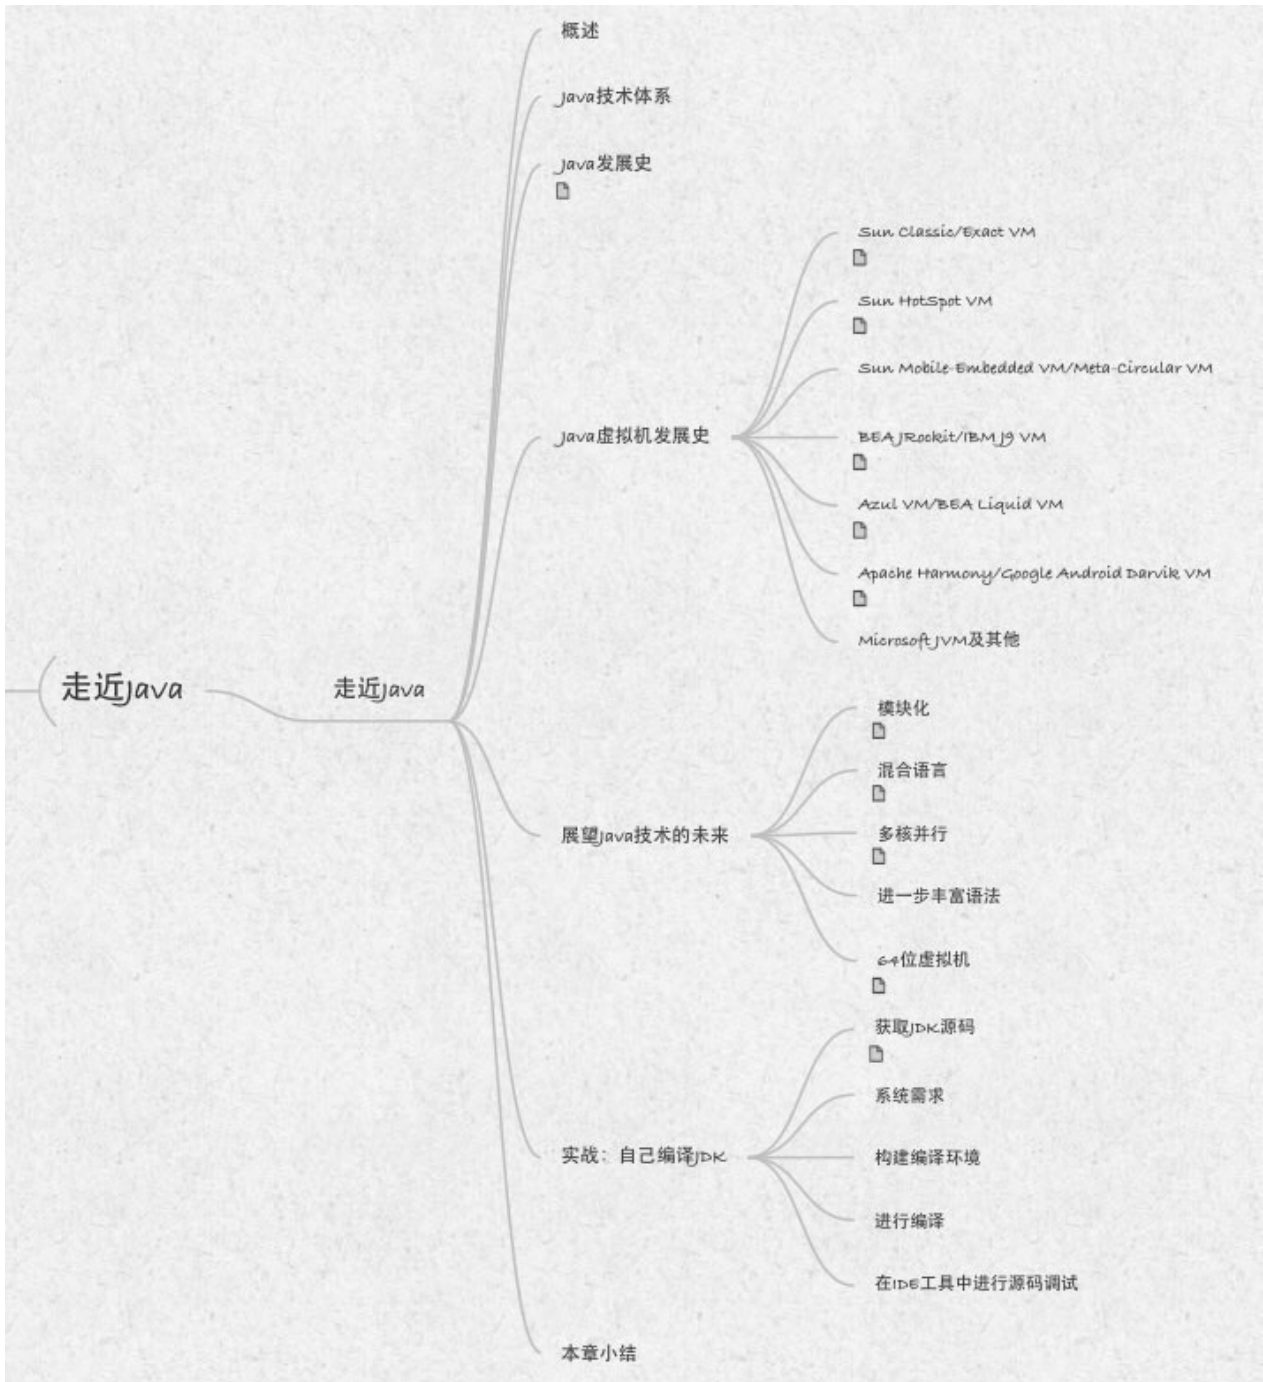 概述
Java技术体系
Java发展史
Sun Classic/Exact VM
Sun HotSpot VM
Sun Mobile-Embedded VM/Meta-Circular VM
Java虚拟机发展史
BEA JRockit/IBM J9 VM
Azul VM/BEA Liquid VM
Apache Harmony/Google Android Darvik VM
Microsoft JVM及其他
走近Java
走近Java
模块化
混合语言
展望Java技术的未来
多核并行
进一步丰富语法
64位虚拟机
获取JDK源码
系统需求
实战：自己编译JDK
构建编译环境
进行编译
在IDE工具中进行源码调试
本章小结